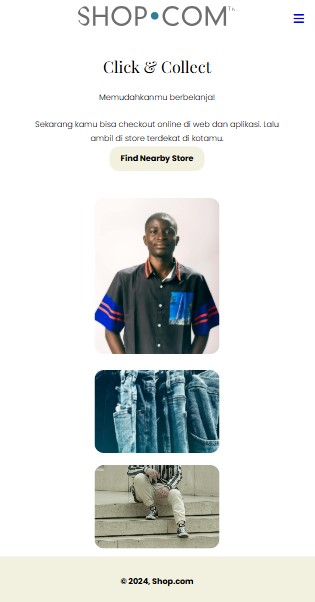 SHOP•COM™
Click & Collect
Memudahkanmu berbelanja!
Sekarang kamu bisa checkout online di web dan aplikasi. Lalu
ambil di store terdekat di kotamu.
Find Nearby Store
© 2024, Shop.com